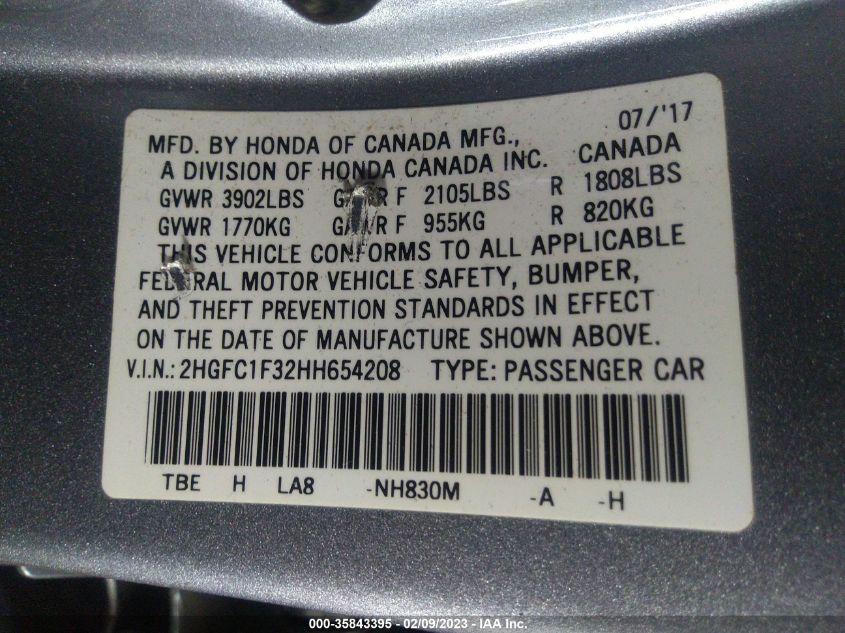 07/'17
MFD. BY HONDA OF CANADA MFG.,
A DIVISION OF HONDA CANADA INC. CANADA
GVWR 3902LBS GAWR F 2105LBS R 1808LBS
GVWR 1770KG GAWR F 955KG R 820KG
THIS VEHICLE CONFORMS TO ALL APPLICABLE
FEDERAL MOTOR VEHICLE SAFETY, BUMPER,
AND THEFT PREVENTION STANDARDS IN EFFECT
ON THE DATE OF MANUFACTURE SHOWN ABOVE.
V.I.N.: 2HGFC1F32HH654208 TYPE: PASSENGER CAR
TBE H LA8 -NH830M -A -H
000-35843395 - 02/09/2023 - IAA Inc.